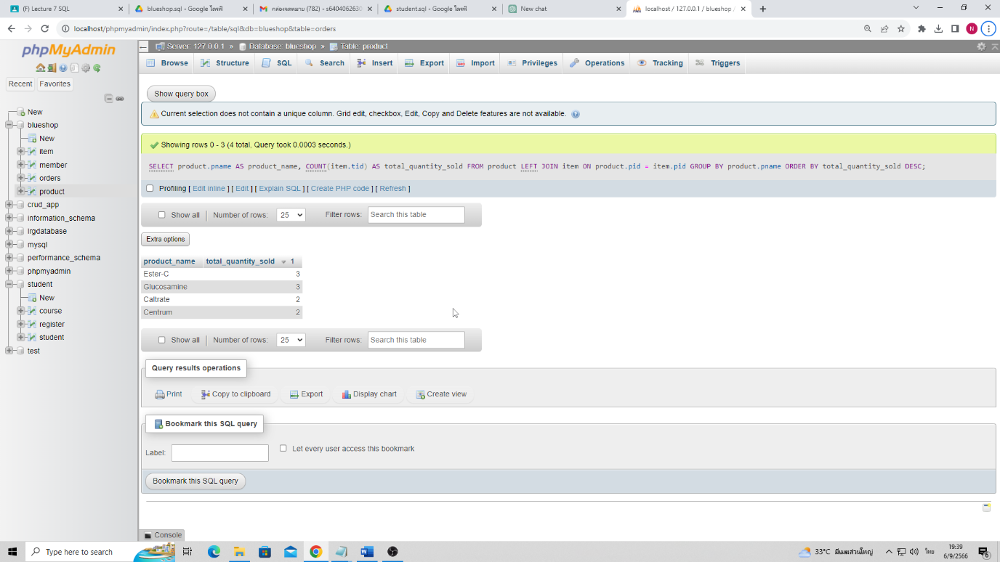 (F) Lecture 7 SQL
blueshop.sql - Google ไดรฟ์
กล่องจดหมาย (782) - s6404062630
student.sql - Google ไดรฟ์
New chat
localhost / 127.0.0.1 / blueshop /
localhost/phpmyadmin/index.php?route=/table/sql&db=blueshop&table=orders
N
phpMyAdmin
Recent
Favorites
New
blueshop
New
item
member
orders
product
crud_app
information_schema
lrgdatabase
mysql
performance_schema
phpmyadmin
student
New
course
register
student
test
Server: 127.0.0.1 » Database: blueshop » Table: product
Browse Structure SQL Search Insert Export Import Privileges Operations Tracking Triggers
Show query box
Current selection does not contain a unique column. Grid edit, checkbox, Edit, Copy and Delete features are not available.
Showing rows 0 - 3 (4 total, Query took 0.0003 seconds.)
SELECT product.pname AS product_name, COUNT(item.tid) AS total_quantity_sold FROM product LEFT JOIN item ON product.pid = item.pid GROUP BY product.pname ORDER BY total_quantity_sold DESC;
Profiling [ Edit inline ] [ Edit ] [ Explain SQL ] [ Create PHP code ] [ Refresh ]
Show all Number of rows: 25 Filter rows: Search this table
Extra options
product_name total_quantity_sold 1
Ester-C 3
Glucosamine 3
Caltrate 2
Centrum 2
Show all Number of rows: 25 Filter rows: Search this table
Query results operations
Print Copy to clipboard Export Display chart Create view
Bookmark this SQL query
Label: Let every user access this bookmark
Bookmark this SQL query
Console
Type here to search
33°C มีเมฆส่วนใหญ่
ไทย
19:39
6/9/2566
6